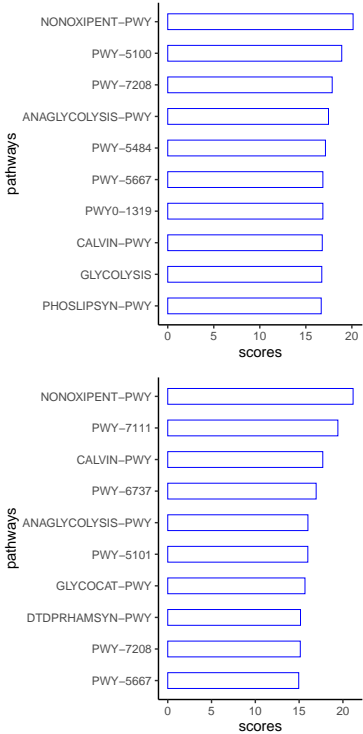 NONOXIPENT−PWY
PWY−5100
PWY−7208
ANAGLYCOLYSIS−PWY
PWY−5484
PWY−5667
PWY0−1319
CALVIN−PWY
GLYCOLYSIS
PHOSLIPSYN−PWY
pathways
0 5 10 15 20
scores
NONOXIPENT−PWY
PWY−7111
CALVIN−PWY
PWY−6737
ANAGLYCOLYSIS−PWY
PWY−5101
GLYCOCAT−PWY
DTDPRHAMSYN−PWY
PWY−7208
PWY−5667
pathways
0 5 10 15 20
scores